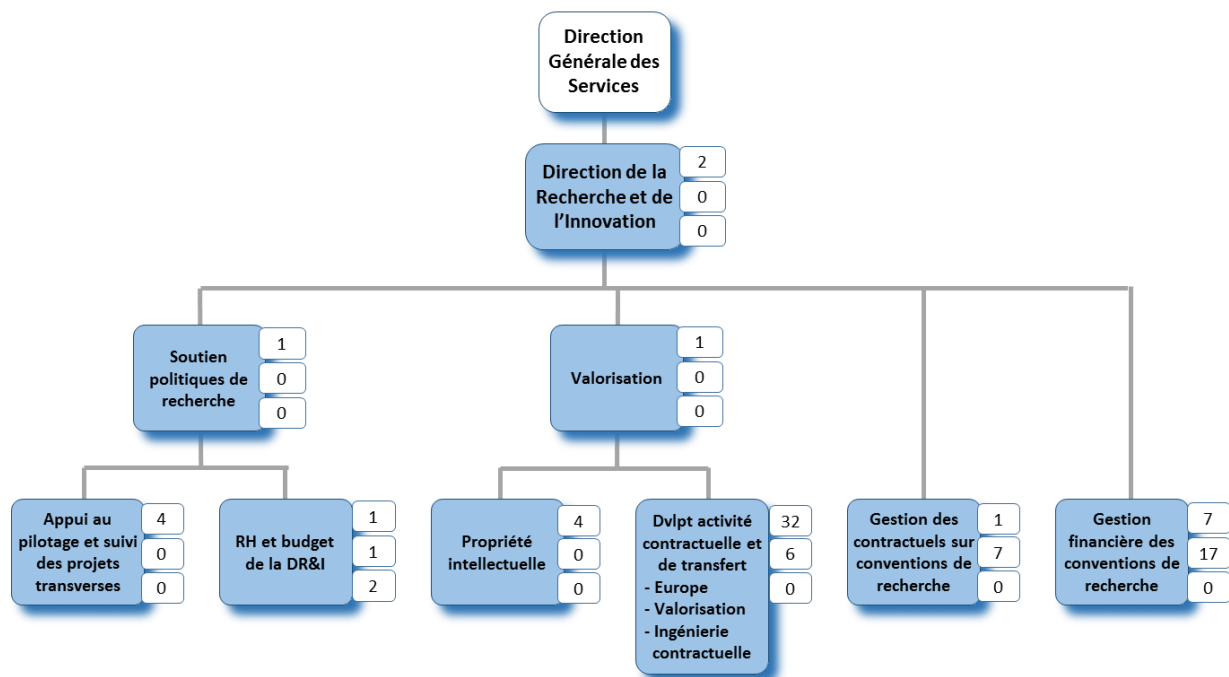 Direction
Générale des
Services
Direction de la
Recherche et de
l'Innovation
2
0
0
Soutien
politiques de
recherche
1
0
0
Valorisation
1
0
0
Appui au
pilotage et suivi
des projets
transverses
4
0
0
RH et budget
de la DR&I
1
1
2
Propriété
intellectuelle
4
0
0
Dvlpt activité
contractuelle et
de transfert
- Europe
- Valorisation
- Ingénierie
contractuelle
32
6
0
Gestion des
contractuels sur
conventions de
recherche
1
7
0
Gestion
financière des
conventions de
recherche
7
17
0